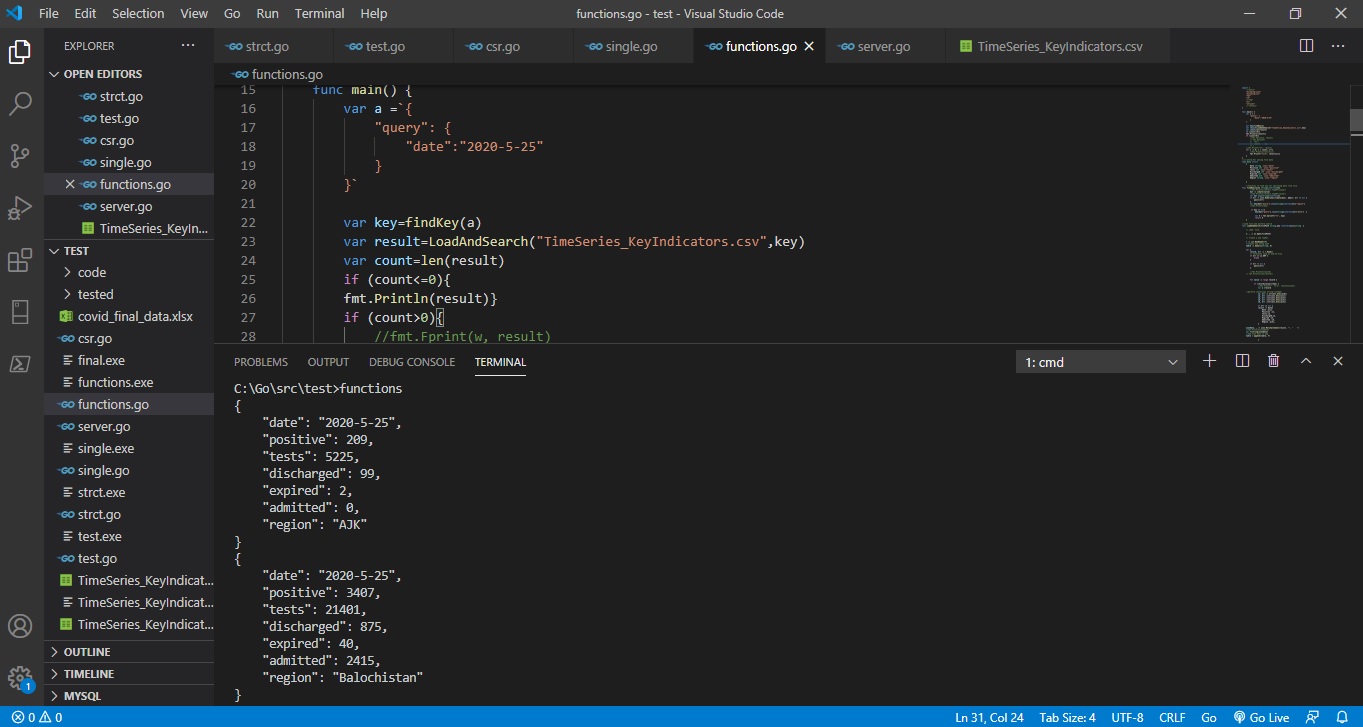 File Edit Selection View Go Run Terminal Help functions.go - test - Visual Studio Code
EXPLORER
OPEN EDITORS
strct.go
test.go
csr.go
single.go
functions.go
server.go
TimeSeries_KeyIn...
TEST
code
tested
covid_final_data.xlsx
csr.go
final.exe
functions.exe
functions.go
server.go
single.exe
single.go
strct.exe
strct.go
test.exe
test.go
TimeSeries_KeyIndicat...
TimeSeries_KeyIndicat...
TimeSeries_KeyIndicat...
OUTLINE
TIMELINE
MYSQL
1
strct.go test.go csr.go single.go functions.go server.go TimeSeries_KeyIndicators.csv
functions.go
15 func main() {
16 var a =`{
17 "query": {
18 "date":"2020-5-25"
19 }
20 }`
21
22 var key=findKey(a)
23 var result=LoadAndSearch("TimeSeries_KeyIndicators.csv",key)
24 var count=len(result)
25 if (count<=0){
26 fmt.Println(result)}
27 if (count>0){
28 //fmt.Fprint(w, result)
PROBLEMS OUTPUT DEBUG CONSOLE TERMINAL 1: cmd
C:\Go\src\test>functions
{
"date": "2020-5-25",
"positive": 209,
"tests": 5225,
"discharged": 99,
"expired": 2,
"admitted": 0,
"region": "AJK"
}
{
"date": "2020-5-25",
"positive": 3407,
"tests": 21401,
"discharged": 875,
"expired": 40,
"admitted": 2415,
"region": "Balochistan"
}
0 0 Ln 31, Col 24 Tab Size: 4 UTF-8 CRLF Go Go Live